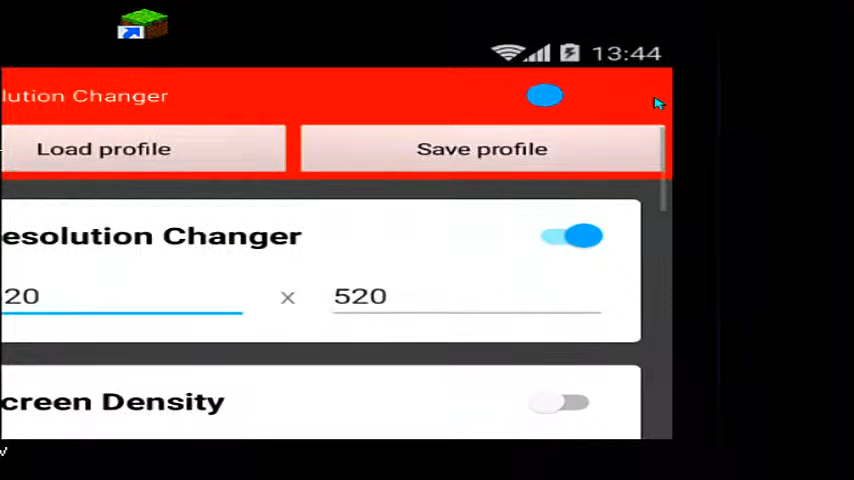 13:44
lution Changer
Load profile
Save profile
esolution Changer
20 x 520
creen Density